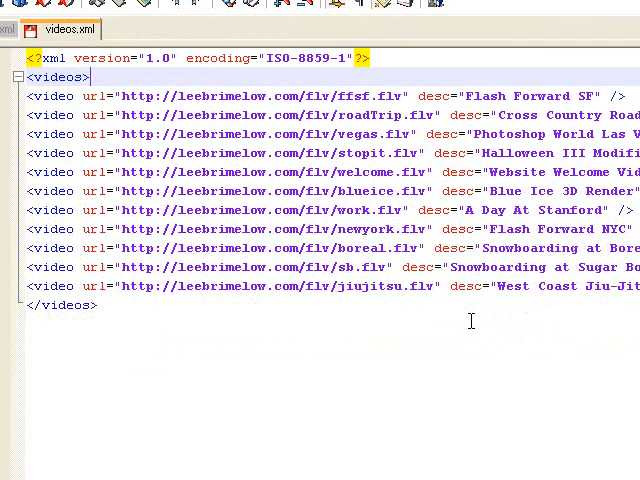 xml videos.xml
<?xml version="1.0" encoding="ISO-8859-1"?>
<videos>
<video url="http://leebrimelow.com/flv/ffsf.flv" desc="Flash Forward SF" />
<video url="http://leebrimelow.com/flv/roadTrip.flv" desc="Cross Country Road
<video url="http://leebrimelow.com/flv/vegas.flv" desc="Photoshop World Las V
<video url="http://leebrimelow.com/flv/stopit.flv" desc="Halloween III Modifi
<video url="http://leebrimelow.com/flv/welcome.flv" desc="Website Welcome Vid
<video url="http://leebrimelow.com/flv/blueice.flv" desc="Blue Ice 3D Render"
<video url="http://leebrimelow.com/flv/work.flv" desc="A Day At Stanford" />
<video url="http://leebrimelow.com/flv/newyork.flv" desc="Flash Forward NYC"
<video url="http://leebrimelow.com/flv/boreal.flv" desc="Snowboarding at Bore
<video url="http://leebrimelow.com/flv/sb.flv" desc="Snowboarding at Sugar Bo
<video url="http://leebrimelow.com/flv/jiujitsu.flv" desc="West Coast Jiu-Jit
</videos>